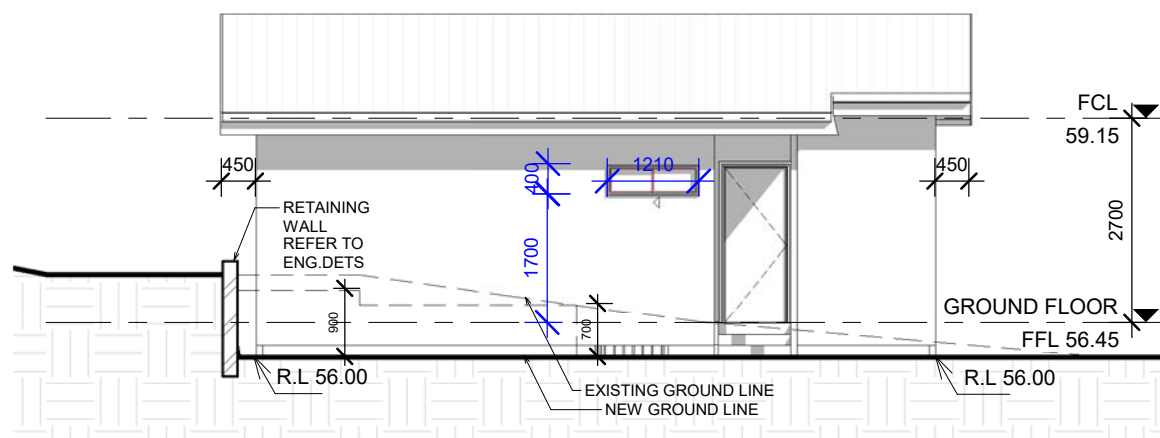 FCL
59.15
450
1210
450
400
RETAINING
WALL
REFER TO
ENG.DETS
2700
1700
900
700
GROUND FLOOR
FFL 56.45
R.L 56.00
R.L 56.00
EXISTING GROUND LINE
NEW GROUND LINE